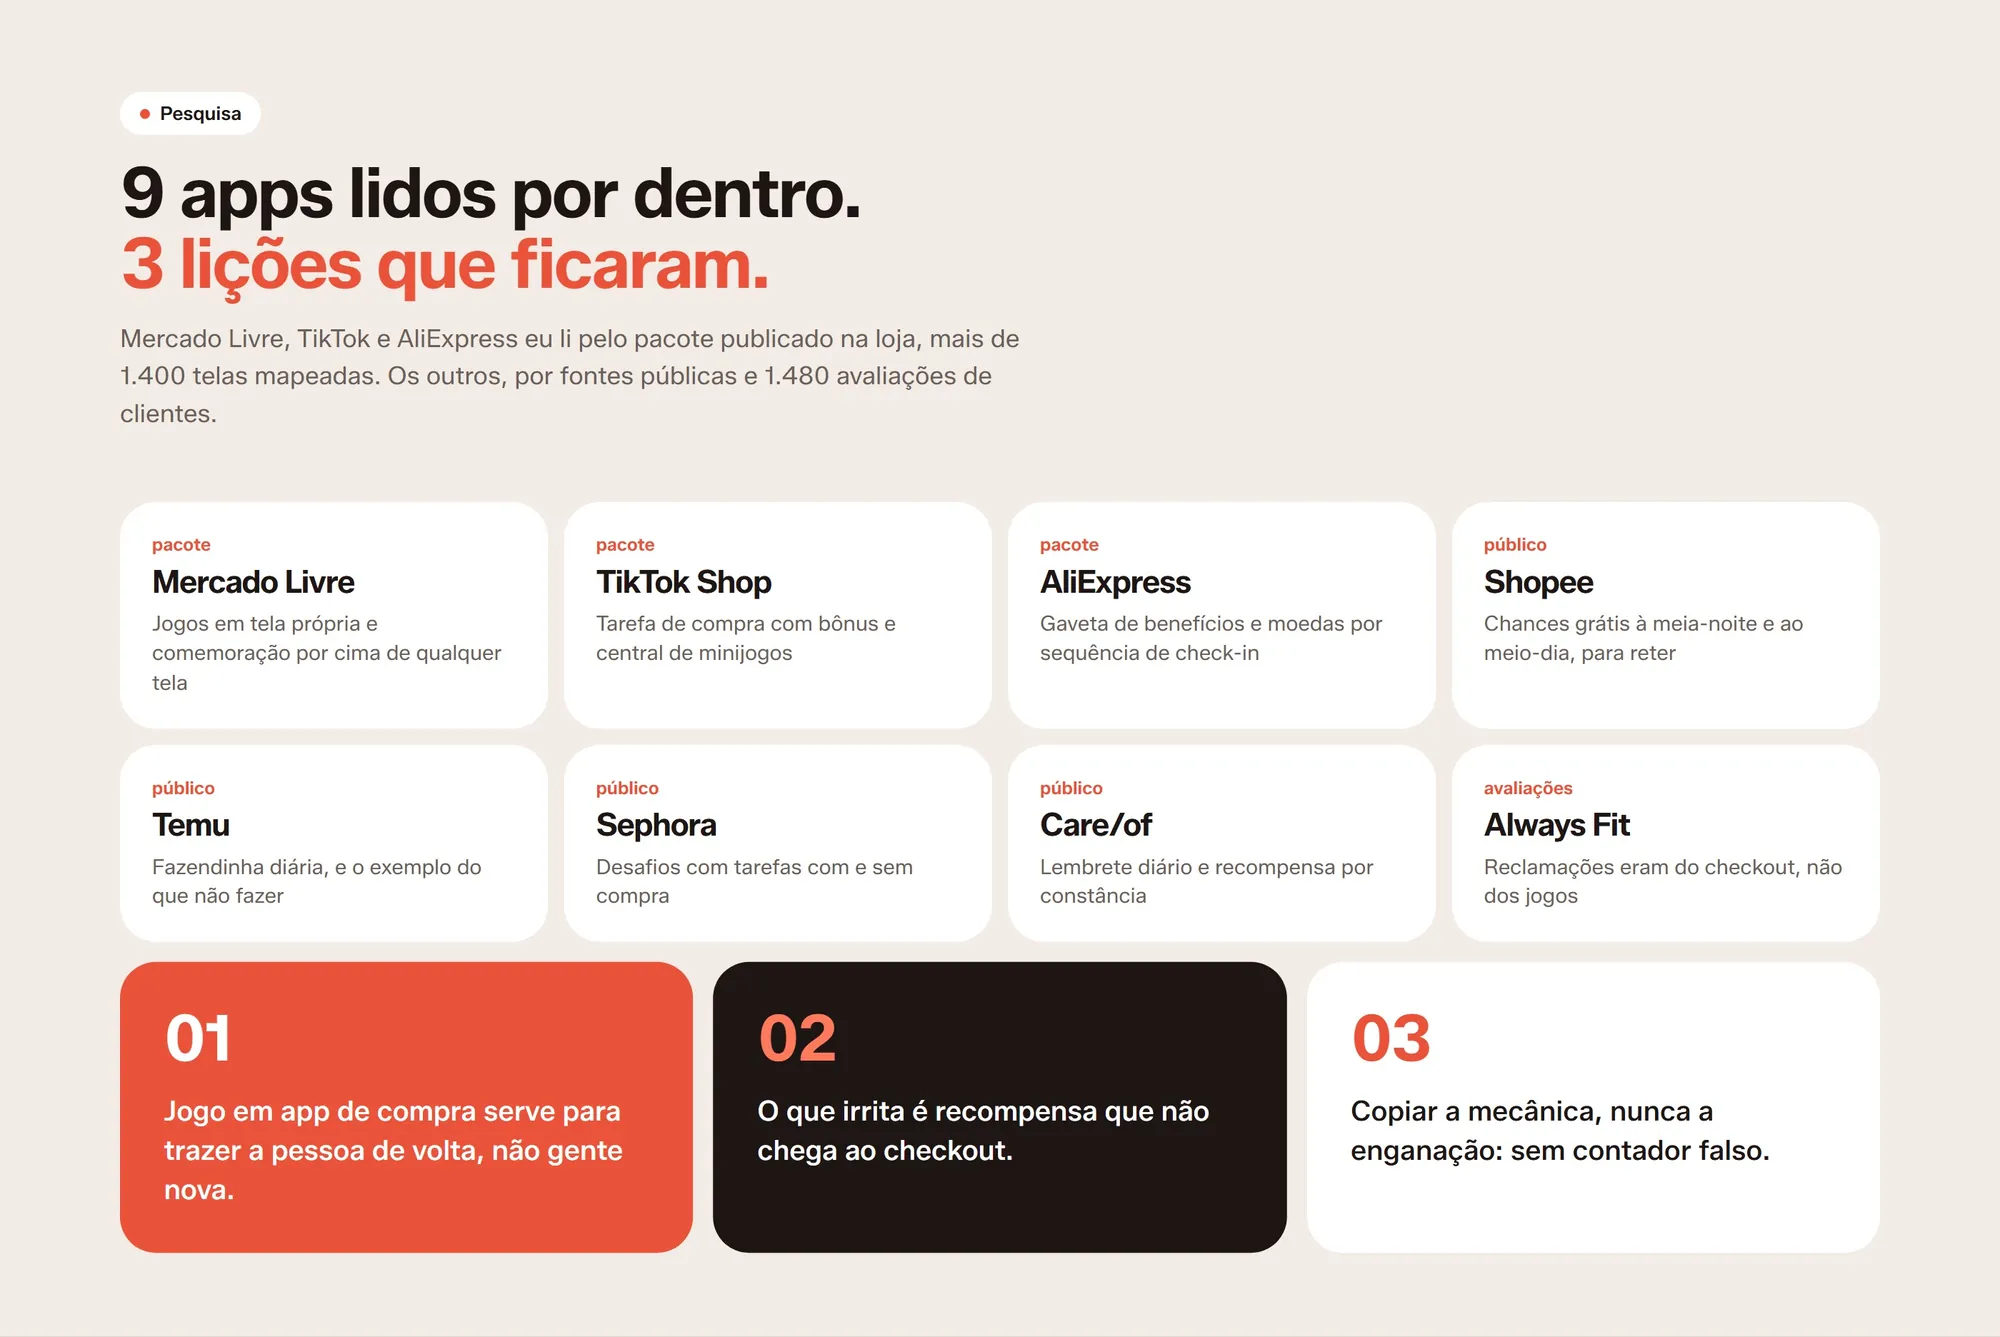 Pesquisa
9 apps lidos por dentro.
3 lições que ficaram.
Mercado Livre, TikTok e AliExpress eu li pelo pacote publicado na loja, mais de
1.400 telas mapeadas. Os outros, por fontes públicas e 1.480 avaliações de
clientes.
pacote
Mercado Livre
Jogos em tela própria e
comemoração por cima de qualquer
tela
pacote
TikTok Shop
Tarefa de compra com bônus e
central de minijogos
pacote
AliExpress
Gaveta de benefícios e moedas por
sequência de check-in
público
Shopee
Chances grátis à meia-noite e ao
meio-dia, para reter
público
Temu
Fazendinha diária, e o exemplo do
que não fazer
público
Sephora
Desafios com tarefas com e sem
compra
público
Care/of
Lembrete diário e recompensa por
constância
avaliações
Always Fit
Reclamações eram do checkout, não
dos jogos
01
Jogo em app de compra serve para
trazer a pessoa de volta, não gente
nova.
02
O que irrita é recompensa que não
chega ao checkout.
03
Copiar a mecânica, nunca a
enganação: sem contador falso.